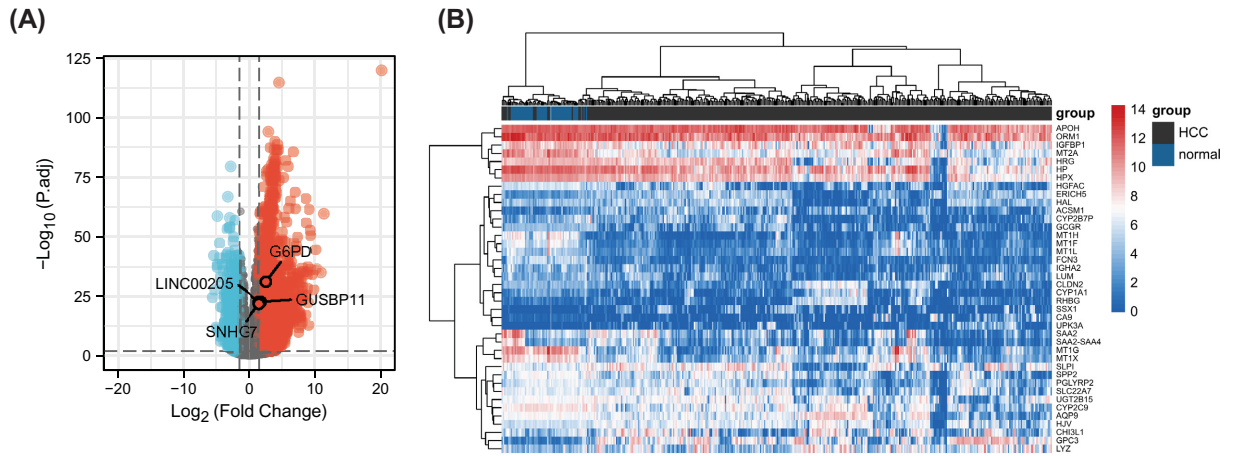 (A)
(B)
125
100
75
50
25
0
−Log10 (P.adj)
G6PD
LINC00205
GUSBP11
SNHG7
−20
−10
0
10
20
Log2 (Fold Change)
group
APOH
ORM1
IGFBP1
MT2A
HRG
HP
HPX
HGFAC
ERICH5
HAL
ACSM1
CYP2B7P
GCGR
MT1H
MT1F
MT1L
FCN3
IGHA2
LUM
CLDN2
CYP1A1
RHBG
SSX1
CA9
UPK3A
SAA2
SAA2-SAA4
MT1G
MT1X
SLPI
SPP2
PGLYRP2
SLC22A7
UGT2B15
CYP2C9
AQP9
HJV
CHI3L1
GPC3
LYZ
14
12
10
8
6
4
2
0
group
HCC
normal